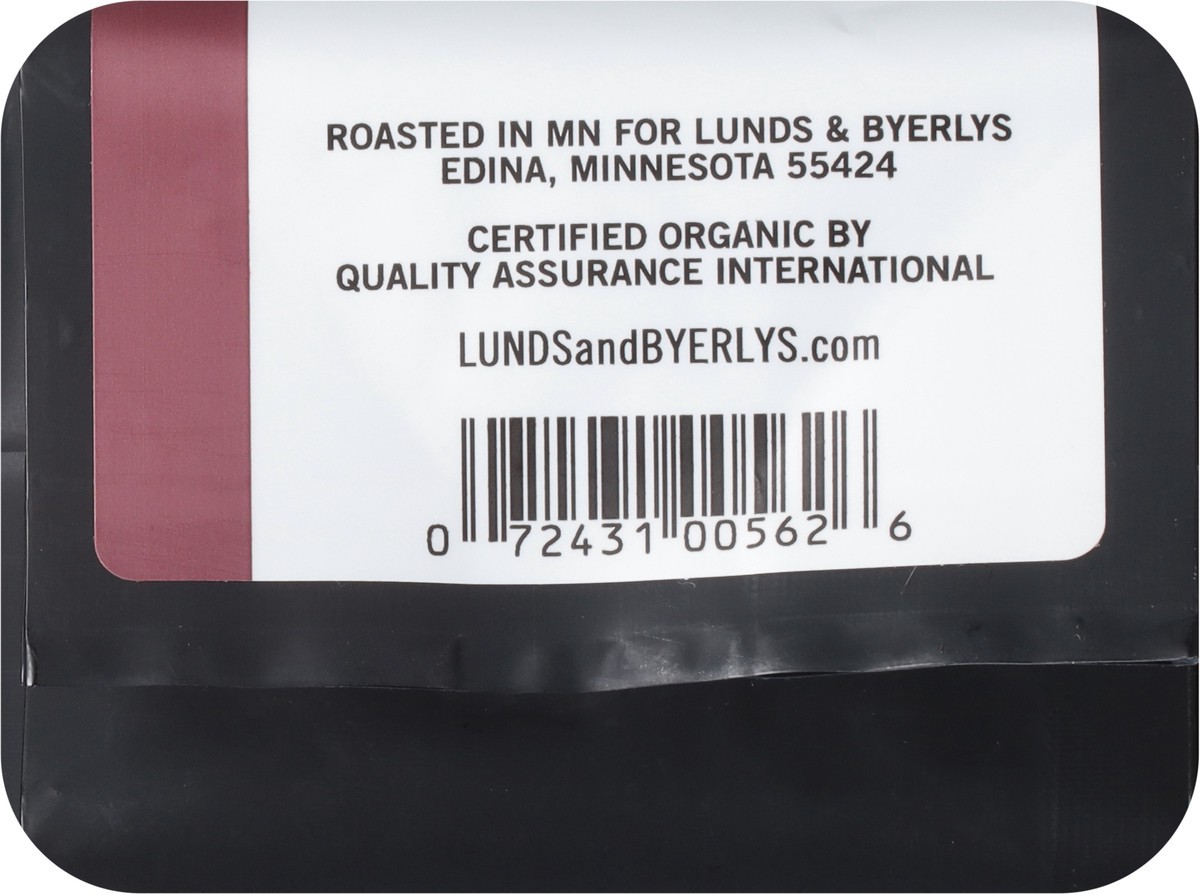 ROASTED IN MN FOR LUNDS & BYERLYS
EDINA, MINNESOTA 55424
CERTIFIED ORGANIC BY
QUALITY ASSURANCE INTERNATIONAL
LUNDSandBYERLYS.com
0 72431 00562 6